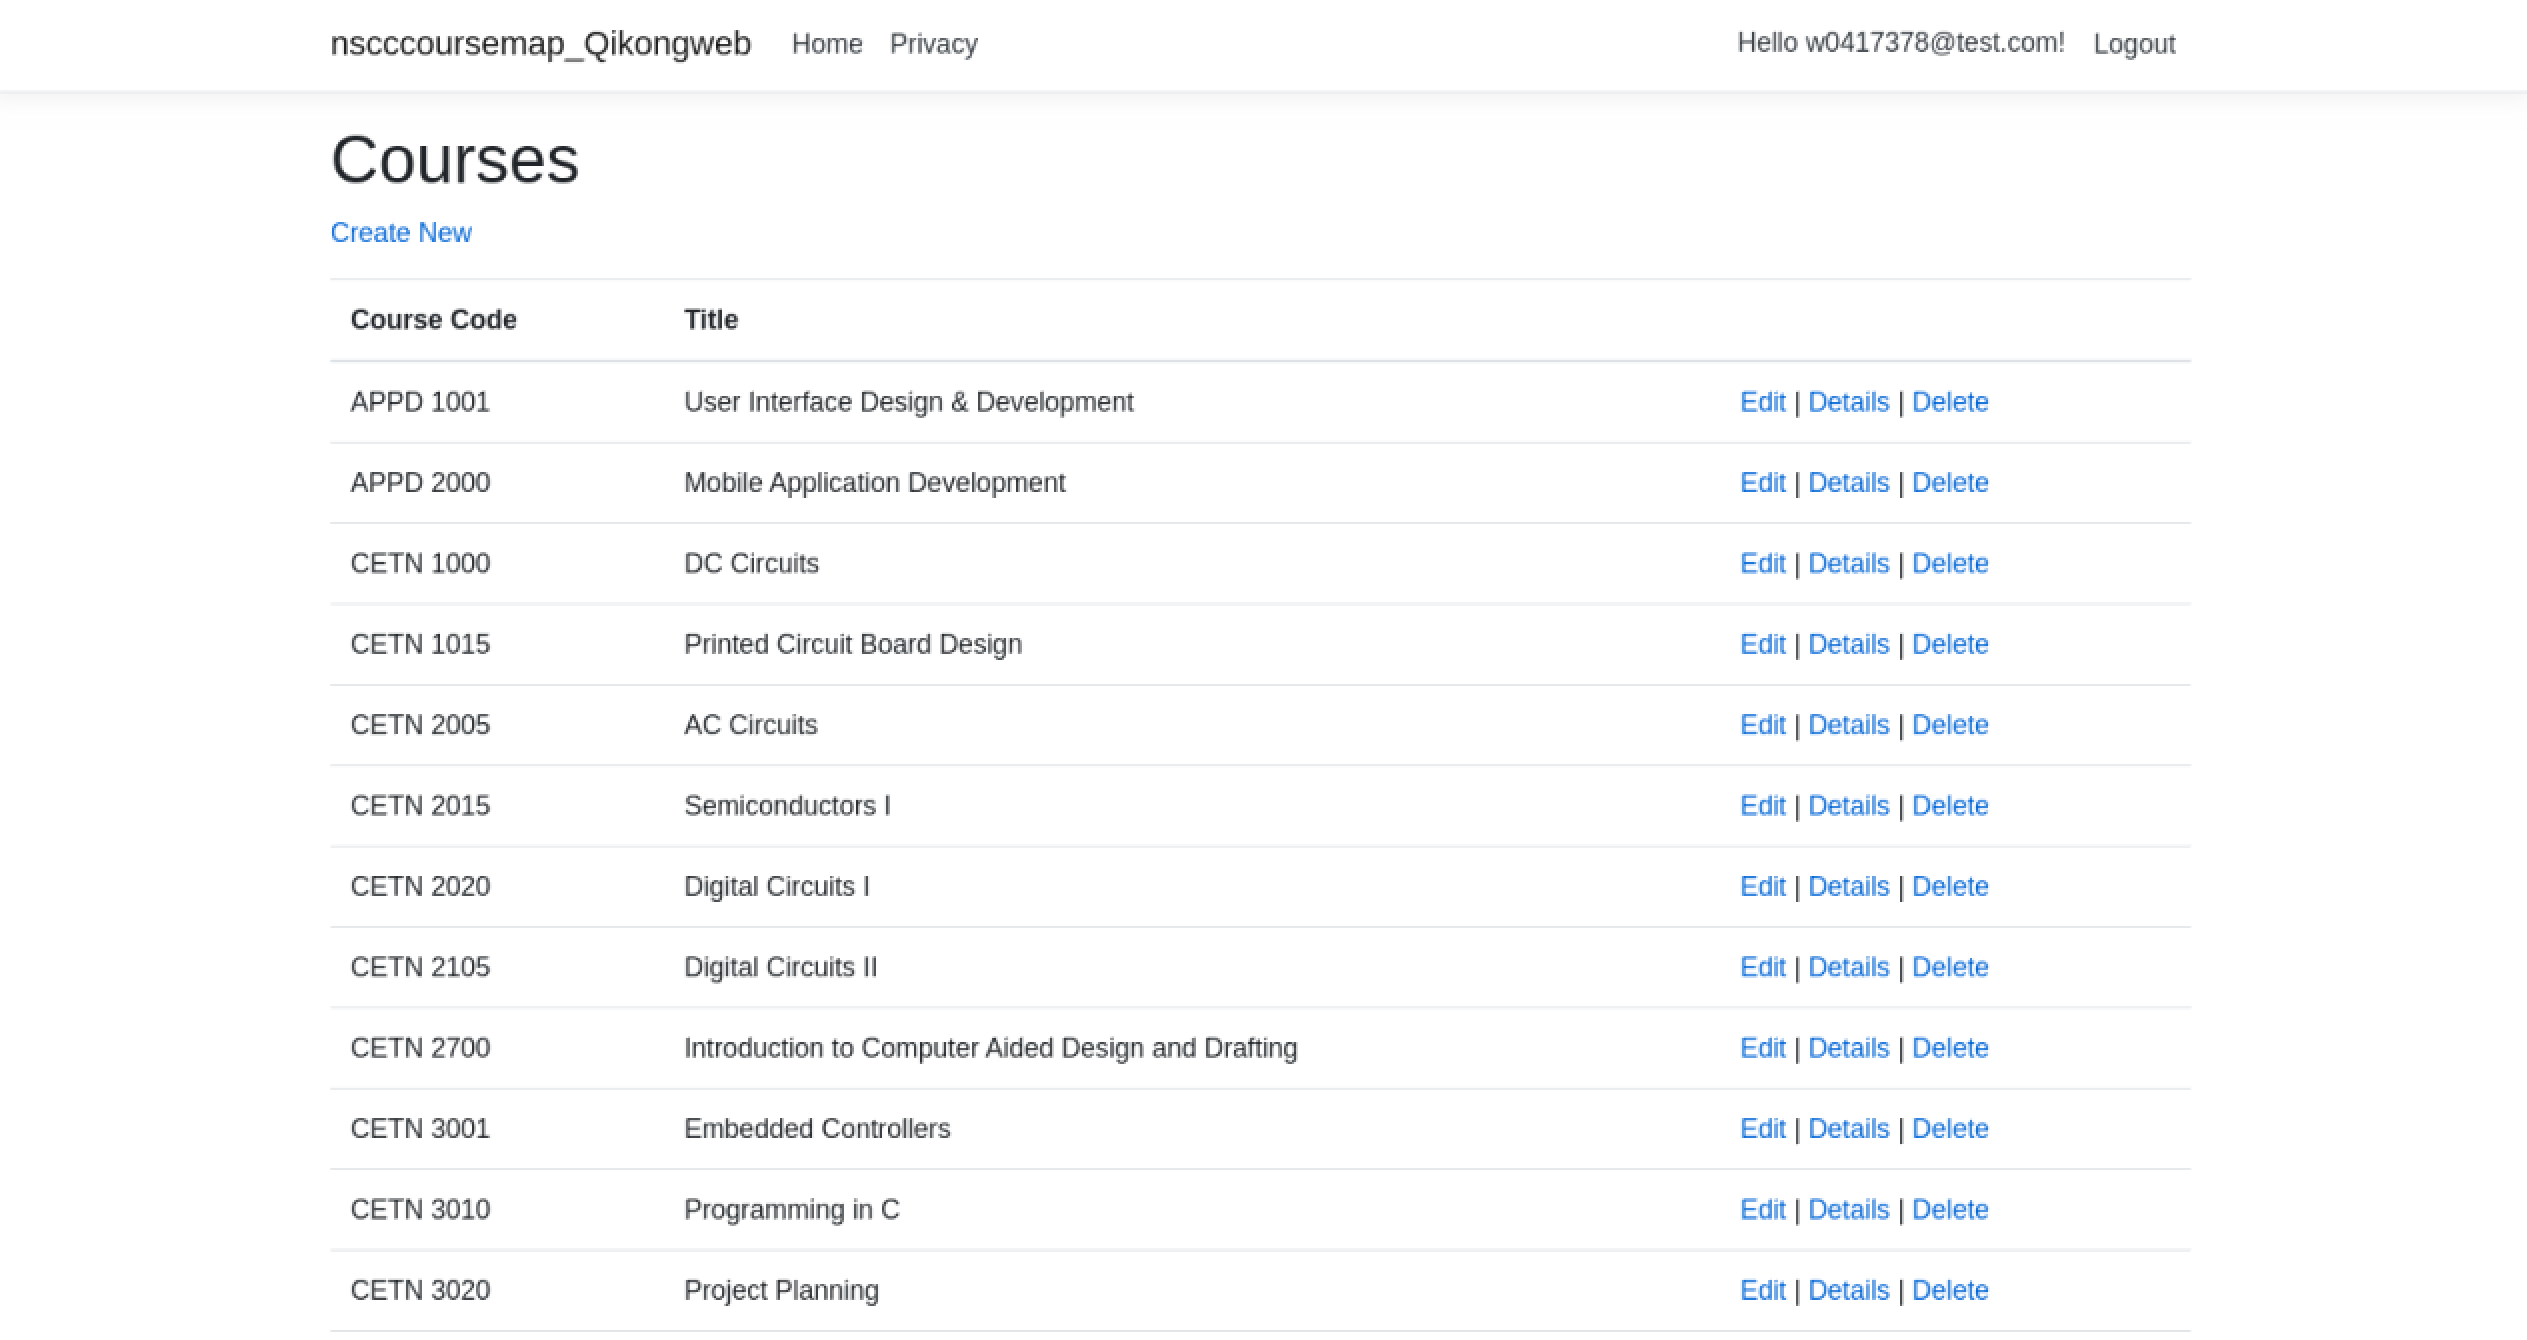 nscccoursemap_Qikongweb Home Privacy Hello w0417378@test.com! Logout
Courses
Create New
Course Code Title
APPD 1001 User Interface Design & Development Edit | Details | Delete
APPD 2000 Mobile Application Development Edit | Details | Delete
CETN 1000 DC Circuits Edit | Details | Delete
CETN 1015 Printed Circuit Board Design Edit | Details | Delete
CETN 2005 AC Circuits Edit | Details | Delete
CETN 2015 Semiconductors I Edit | Details | Delete
CETN 2020 Digital Circuits I Edit | Details | Delete
CETN 2105 Digital Circuits II Edit | Details | Delete
CETN 2700 Introduction to Computer Aided Design and Drafting Edit | Details | Delete
CETN 3001 Embedded Controllers Edit | Details | Delete
CETN 3010 Programming in C Edit | Details | Delete
CETN 3020 Project Planning Edit | Details | Delete